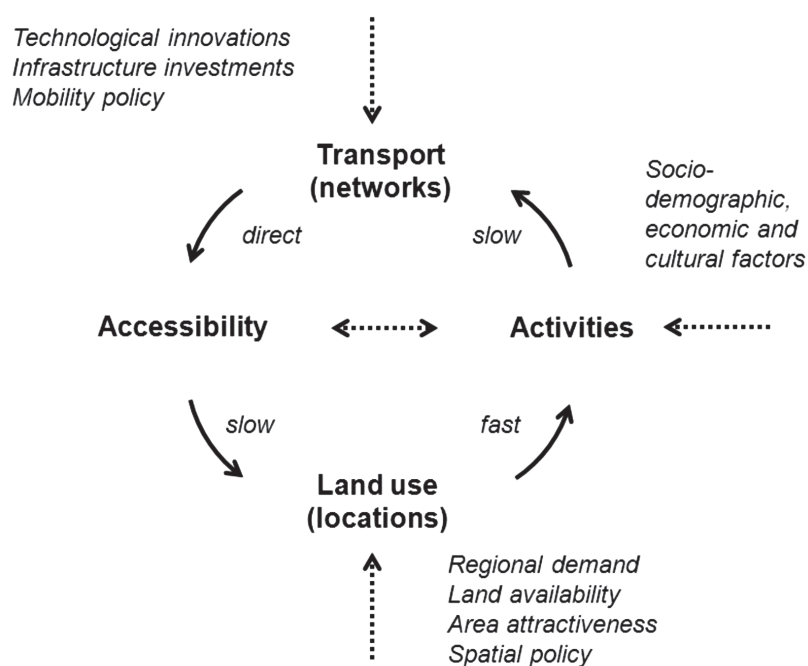 Technological innovations
Infrastructure investments
Mobility policy
Transport
(networks)
Socio-
demographic,
economic and
cultural factors
direct
slow
Accessibility
Activities
slow
fast
Land use
(locations)
Regional demand
Land availability
Area attractiveness
Spatial policy